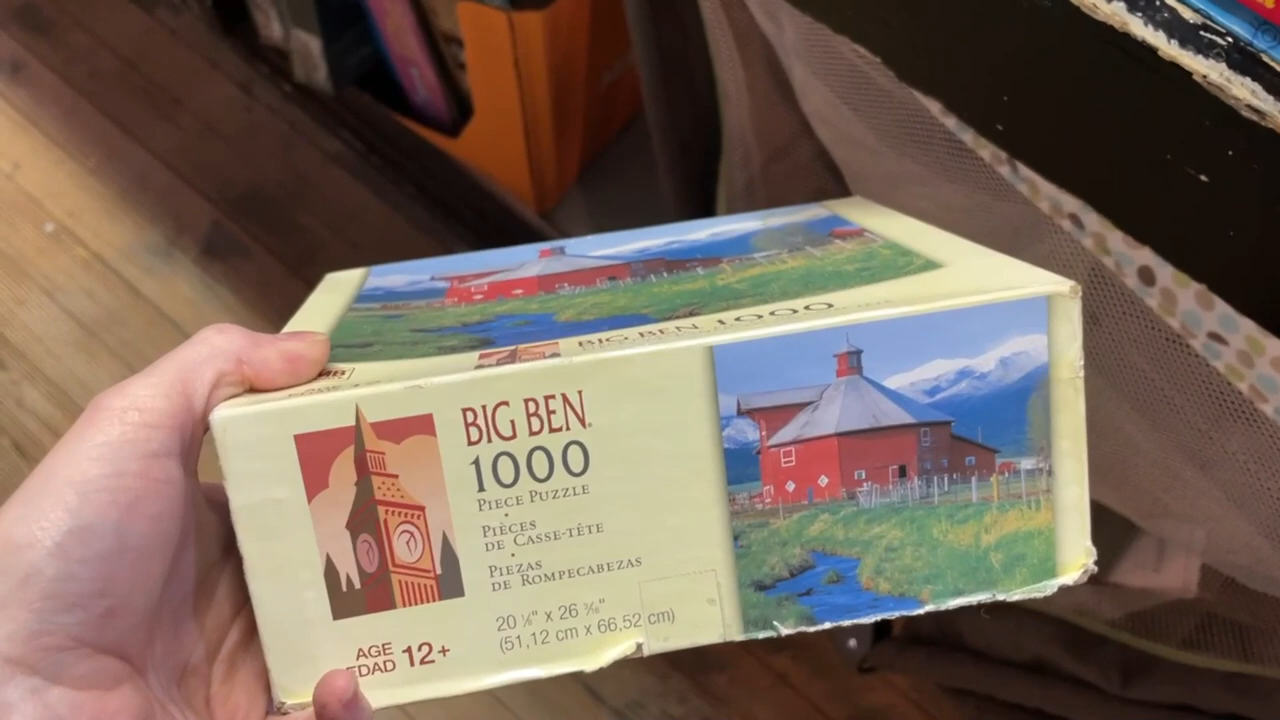 BIG BEN 1000
BIG BEN®
1000
PIECE PUZZLE
•
PIÈCES
DE CASSE-TÊTE
•
PIEZAS
DE ROMPECABEZAS
20 ⅛" x 26 3/16"
(51,12 cm x 66,52 cm)
AGE
EDAD 12+